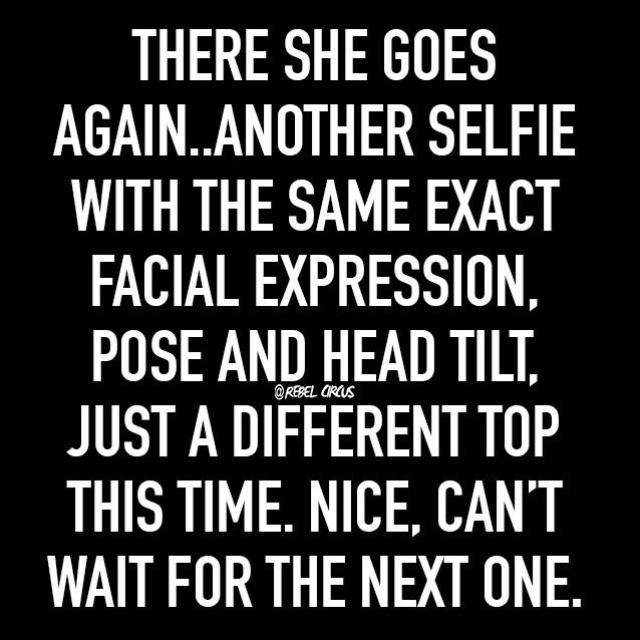 THERE SHE GOES
AGAIN..ANOTHER SELFIE
WITH THE SAME EXACT
FACIAL EXPRESSION,
POSE AND HEAD TILT,
@REBEL CIRCUS
JUST A DIFFERENT TOP
THIS TIME. NICE, CAN'T
WAIT FOR THE NEXT ONE.